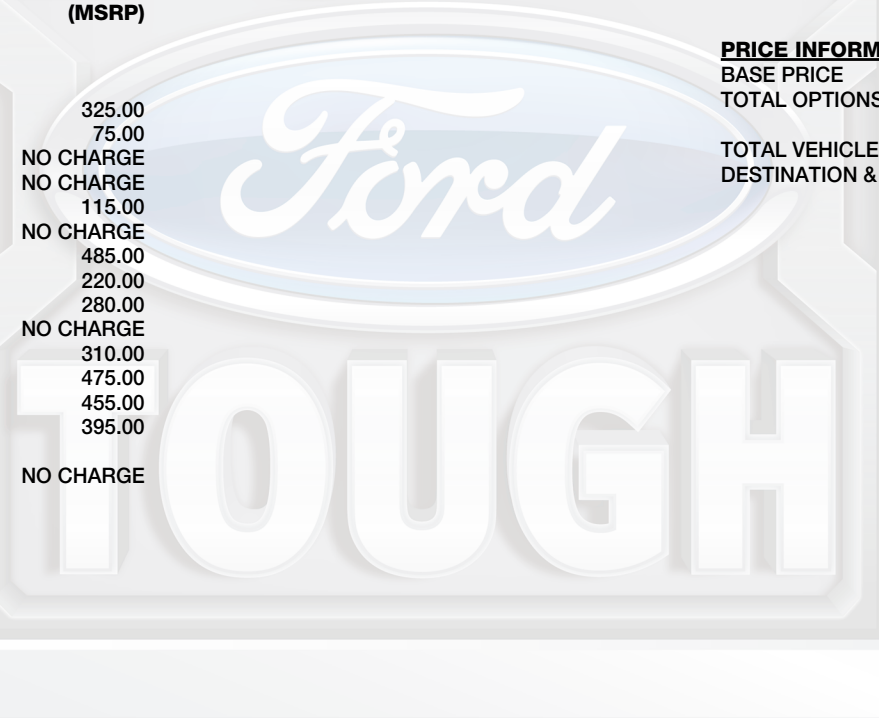 (MSRP)
325.00
75.00
NO CHARGE
NO CHARGE
115.00
NO CHARGE
485.00
220.00
280.00
NO CHARGE
310.00
475.00
455.00
395.00
NO CHARGE
PRICE INFORM
BASE PRICE
TOTAL OPTIONS
TOTAL VEHICLE
DESTINATION &
Ford
TOUGH